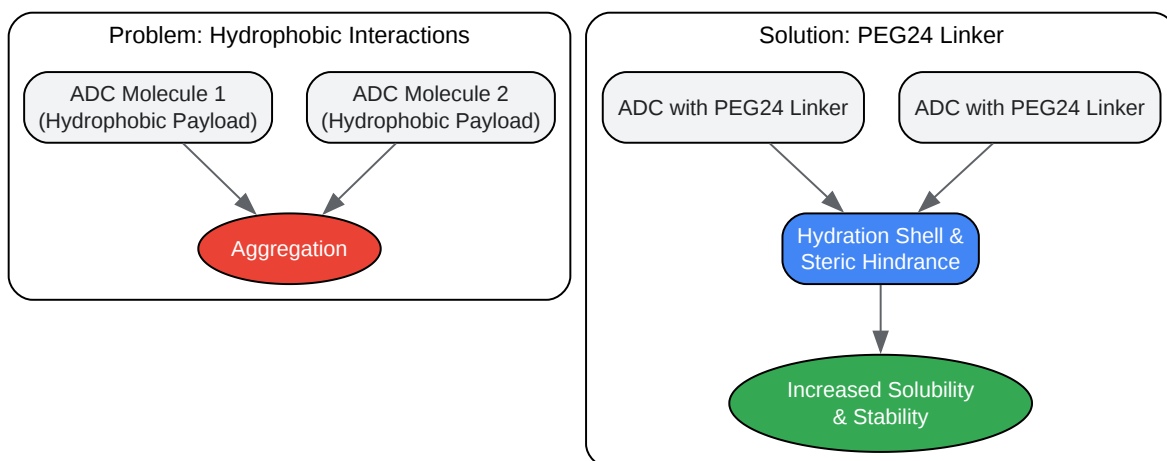 Problem: Hydrophobic Interactions
ADC Molecule 1
(Hydrophobic Payload)
ADC Molecule 2
(Hydrophobic Payload)
Aggregation
Solution: PEG24 Linker
ADC with PEG24 Linker
ADC with PEG24 Linker
Hydration Shell &
Steric Hindrance
Increased Solubility
& Stability